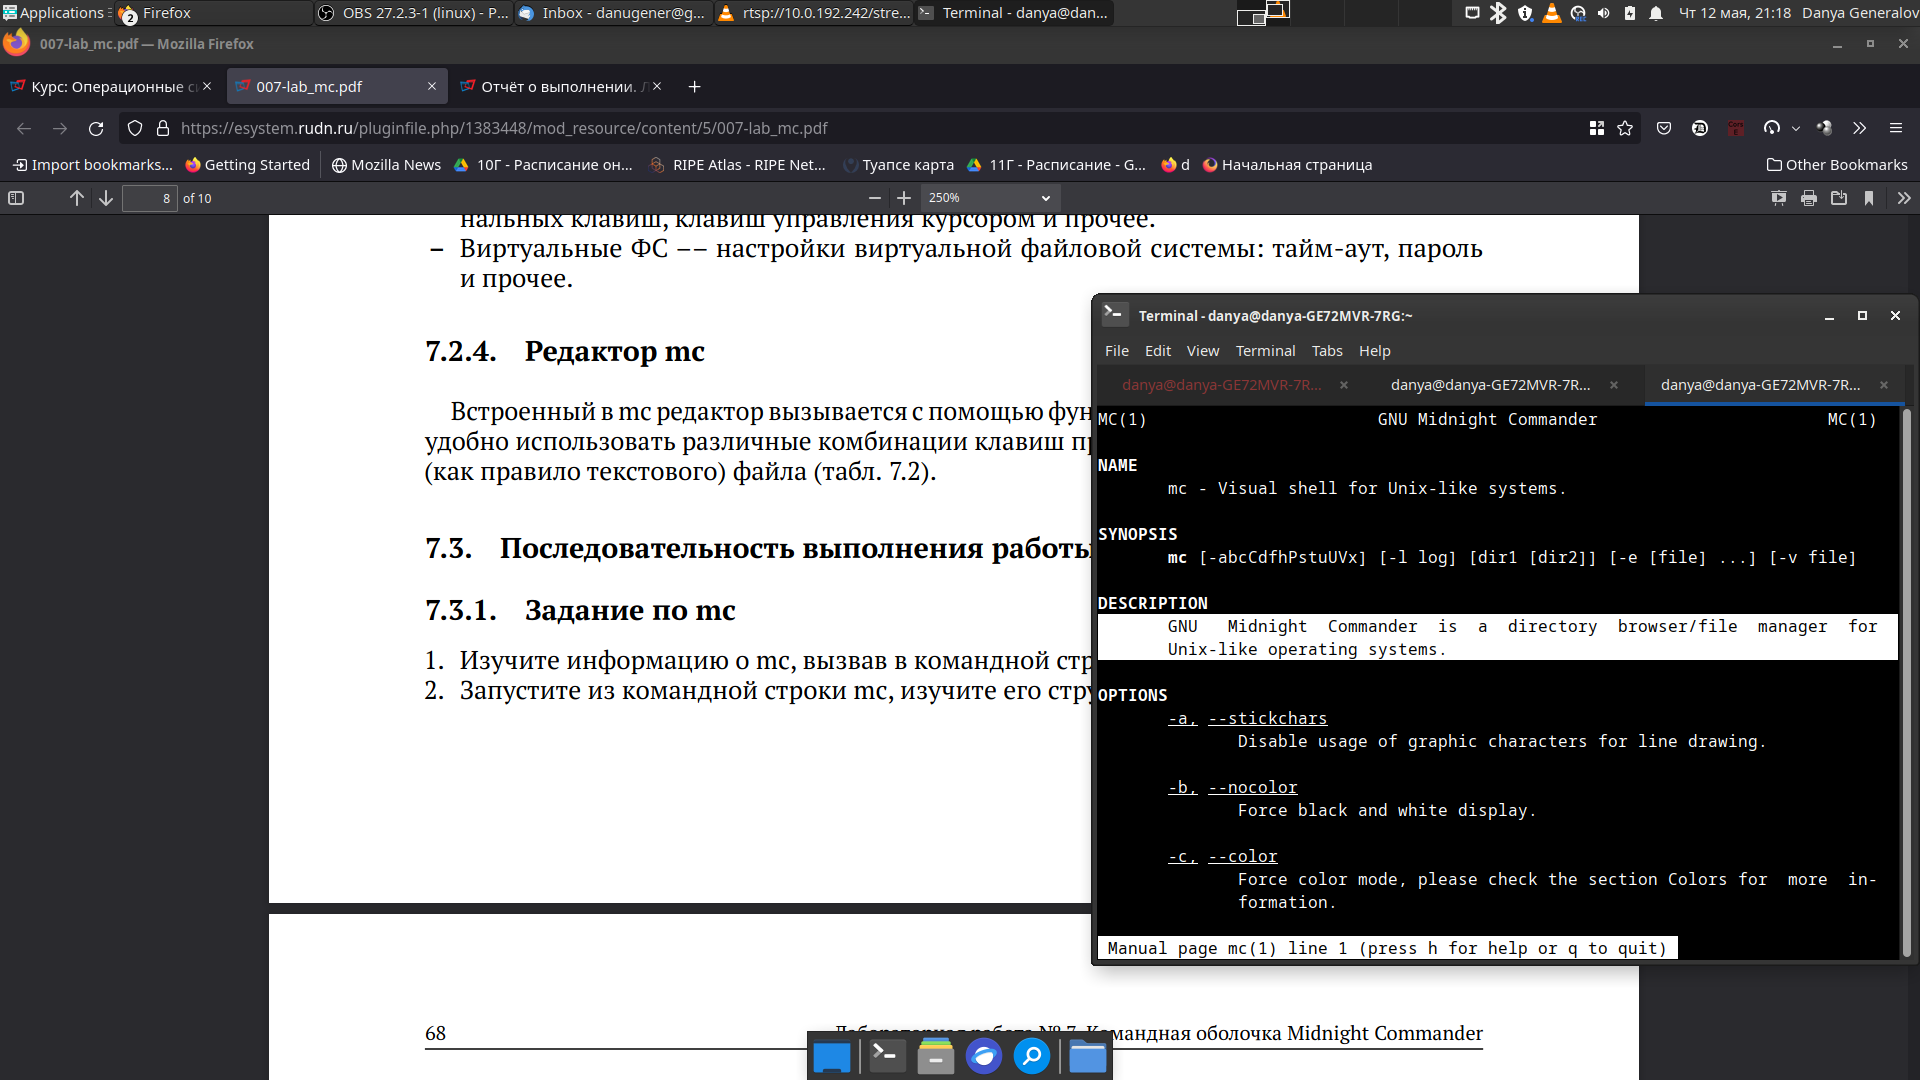 Applications
2
Firefox
OBS 27.2.3-1 (linux) - P...
Inbox - danugener@g...
rtsp://10.0.192.242/stre...
Terminal - danya@dan...
Чт 12 мая, 21:18
Danya Generalov
007-lab_mc.pdf — Mozilla Firefox
Курс: Операционные
007-lab_mc.pdf
Отчёт о выполнении.
https://esystem.rudn.ru/pluginfile.php/1383448/mod_resource/content/5/007-lab_mc.pdf
Import bookmarks...
Getting Started
Mozilla News
10Г - Расписание он...
RIPE Atlas - RIPE Net...
Туапсе карта
11Г - Расписание - G...
d
Начальная страница
Other Bookmarks
8 of 10
250%
нальных клавиш, клавиш управления курсором и прочее.
– Виртуальные ФС –– настройки виртуальной файловой системы: тайм-аут, пароль
и прочее.
7.2.4. Редактор mc
Встроенный в mc редактор вызывается с помощью фун
удобно использовать различные комбинации клавиш п
(как правило текстового) файла (табл. 7.2).
7.3. Последовательность выполнения работы
7.3.1. Задание по mc
1. Изучите информацию о mc, вызвав в командной стр
2. Запустите из командной строки mc, изучите его стру
68
Лабораторная работа № 7. Командная оболочка Midnight Commander
Terminal - danya@danya-GE72MVR-7RG:~
File Edit View Terminal Tabs Help
danya@danya-GE72MVR-7R...
danya@danya-GE72MVR-7R...
danya@danya-GE72MVR-7R...
MC(1) GNU Midnight Commander MC(1)
NAME
mc - Visual shell for Unix-like systems.
SYNOPSIS
mc [-abcCdfhPstuUVx] [-l log] [dir1 [dir2]] [-e [file] ...] [-v file]
DESCRIPTION
GNU Midnight Commander is a directory browser/file manager for
Unix-like operating systems.
OPTIONS
-a, --stickchars
Disable usage of graphic characters for line drawing.
-b, --nocolor
Force black and white display.
-c, --color
Force color mode, please check the section Colors for more in-
formation.
Manual page mc(1) line 1 (press h for help or q to quit)